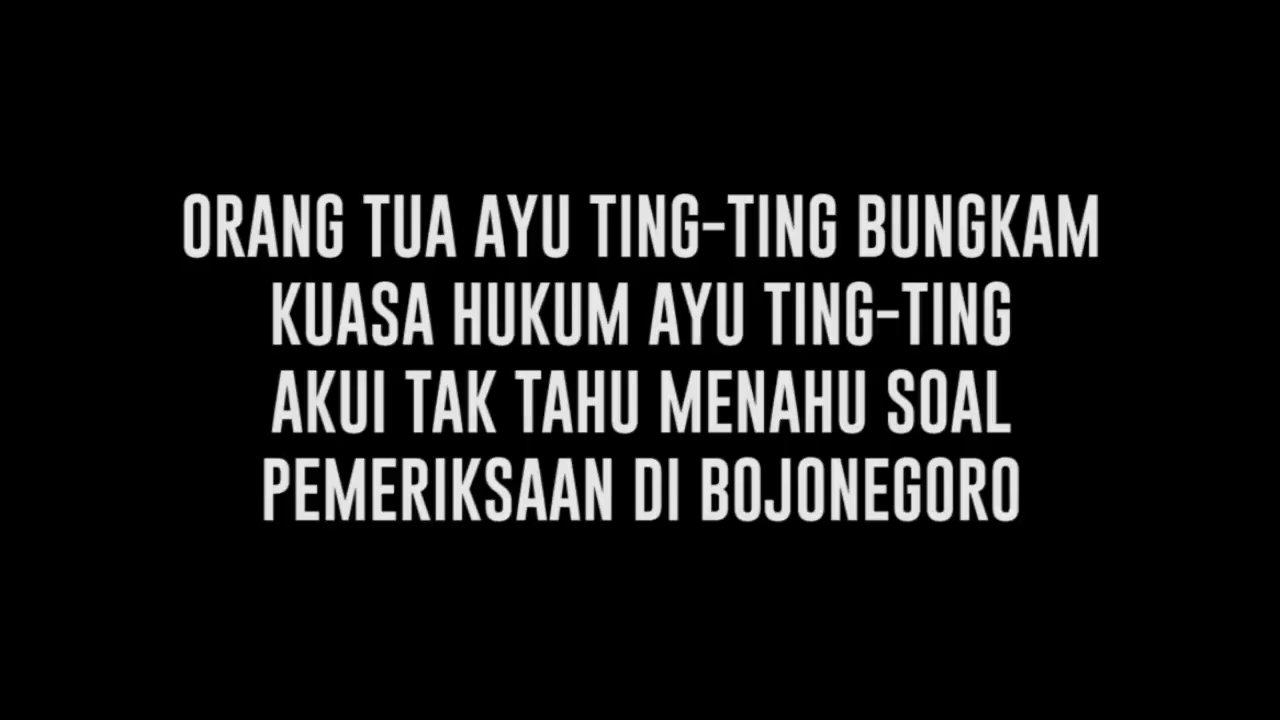 ORANG TUA AYU TING-TING BUNGKAM
KUASA HUKUM AYU TING-TING
AKUI TAK TAHU MENAHU SOAL
PEMERIKSAAN DI BOJONEGORO